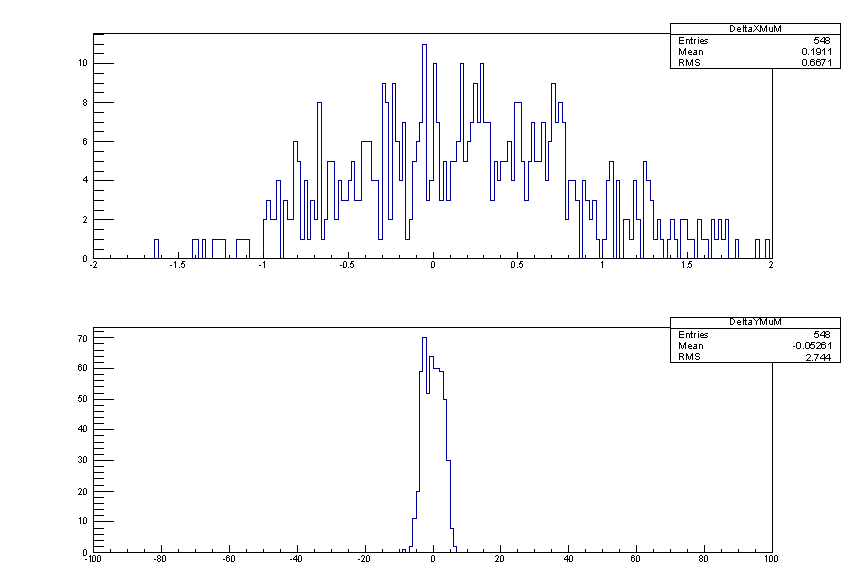 DeltaXMuM
Entries 548
Mean 0.1911
RMS 0.6671
10
8
6
4
2
0
-2 -1.5 -1 -0.5 0 0.5 1 1.5 2
DeltaYMuM
Entries 548
Mean -0.05261
RMS 2.744
70
60
50
40
30
20
10
0
-100 -80 -60 -40 -20 0 20 40 60 80 100